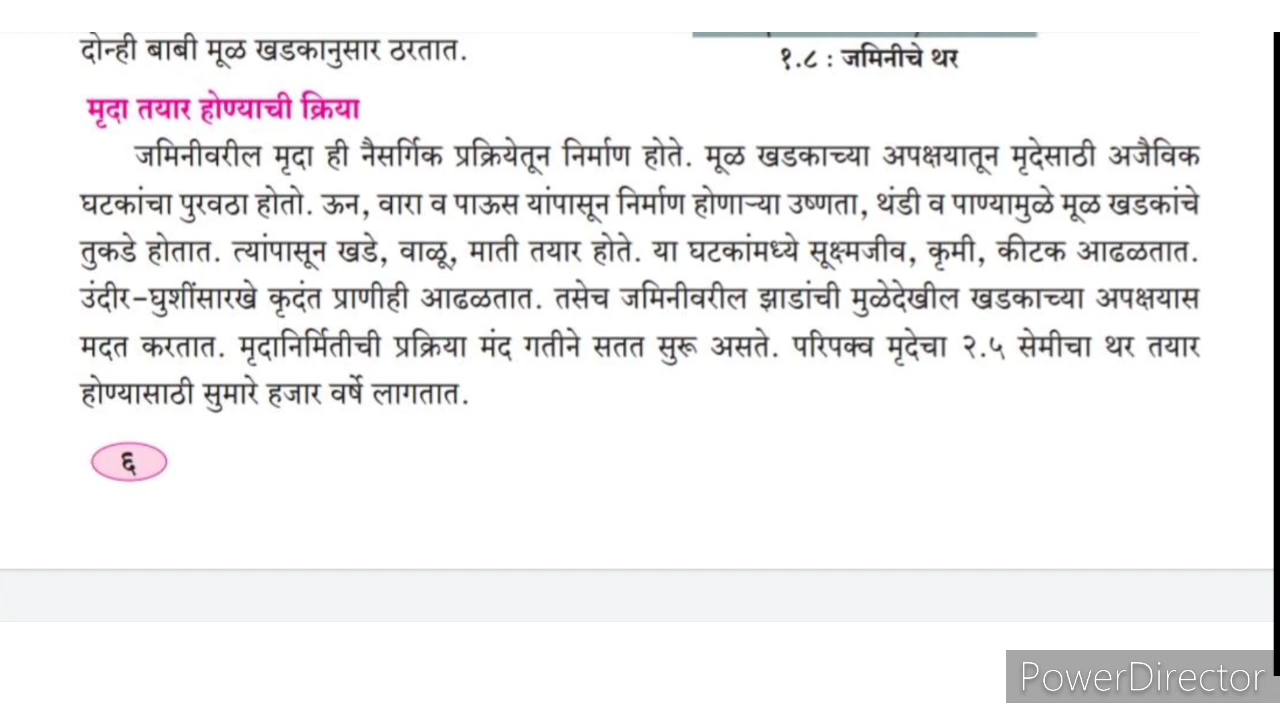 दोन्ही बाबी मूळ खडकानुसार ठरतात.
१.८ : जमिनीचे थर
मृदा तयार होण्याची क्रिया
जमिनीवरील मृदा ही नैसर्गिक प्रक्रियेतून निर्माण होते. मूळ खडकाच्या अपक्षयातून मृदेसाठी अजैविक
घटकांचा पुरवठा होतो. ऊन, वारा व पाऊस यांपासून निर्माण होणाऱ्या उष्णता, थंडी व पाण्यामुळे मूळ खडकांचे
तुकडे होतात. त्यांपासून खडे, वाळू, माती तयार होते. या घटकांमध्ये सूक्ष्मजीव, कृमी, कीटक आढळतात.
उंदीर-घुशींसारखे कृदंत प्राणीही आढळतात. तसेच जमिनीवरील झाडांची मुळेदेखील खडकाच्या अपक्षयास
मदत करतात. मृदानिर्मितीची प्रक्रिया मंद गतीने सतत सुरू असते. परिपक्व मृदेचा २.५ सेमीचा थर तयार
होण्यासाठी सुमारे हजार वर्षे लागतात.
६
PowerDirector